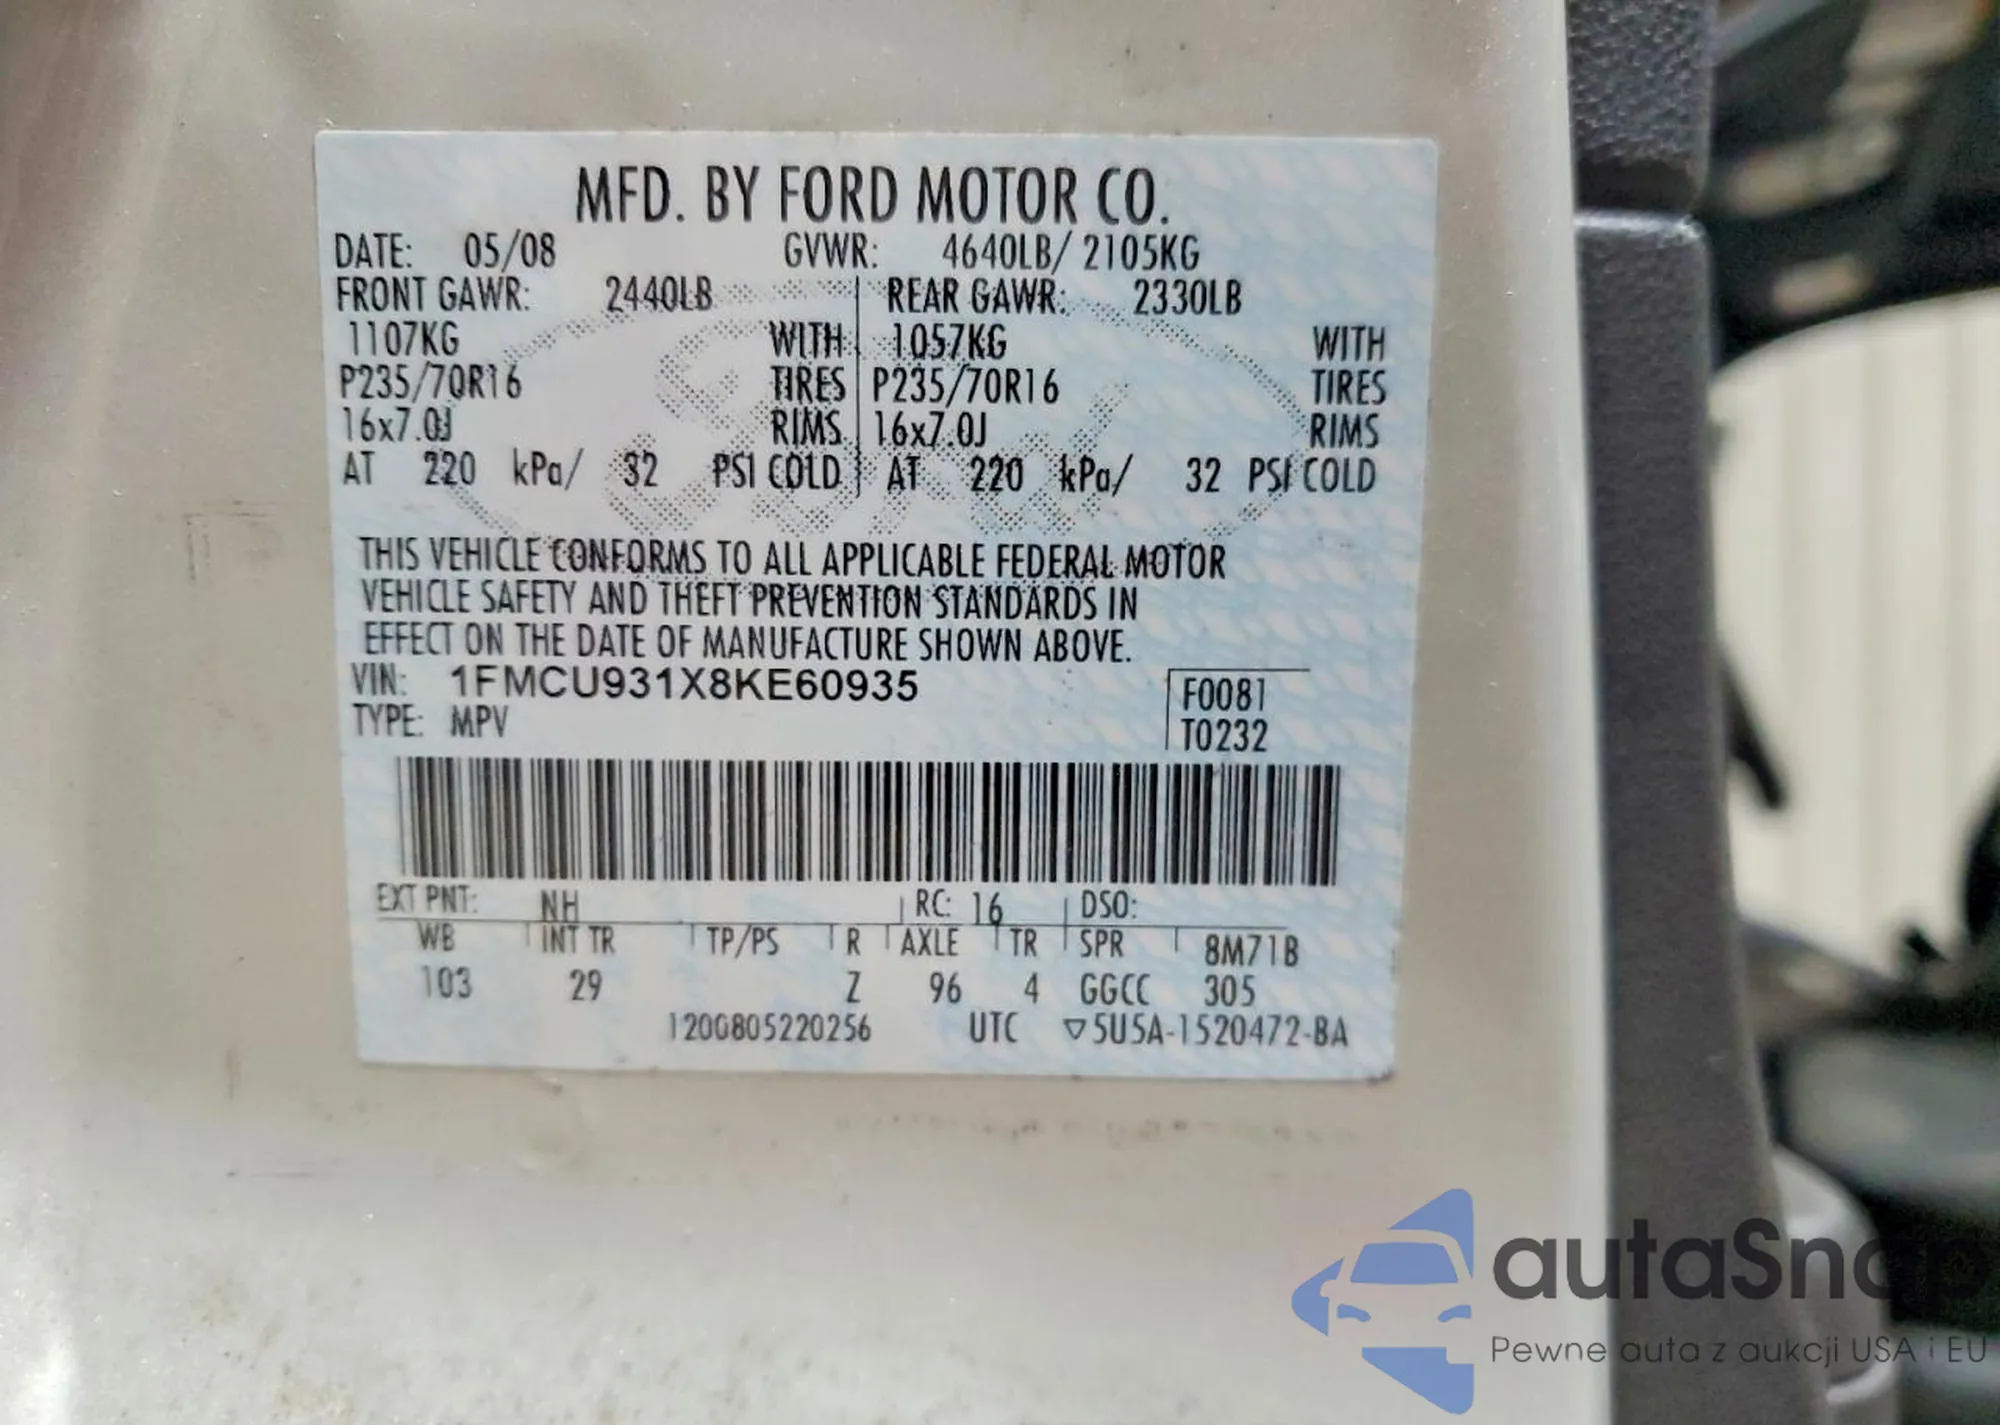 MFD. BY FORD MOTOR CO.
DATE: 05/08 GVWR: 4640LB/ 2105KG
FRONT GAWR: 2440LB REAR GAWR: 2330LB
1107KG WITH 1057KG WITH
P235/70R16 TIRES P235/70R16 TIRES
16x7.0J RIMS 16x7.0J RIMS
AT 220 kPa/ 32 PSI COLD AT 220 kPa/ 32 PSI COLD
THIS VEHICLE CONFORMS TO ALL APPLICABLE FEDERAL MOTOR
VEHICLE SAFETY AND THEFT PREVENTION STANDARDS IN
EFFECT ON THE DATE OF MANUFACTURE SHOWN ABOVE.
VIN: 1FMCU931X8KE60935 F0081
TYPE: MPV T0232
EXT PNT: NH RC: 16 DSO:
WB INT TR TP/PS R AXLE TR SPR 8M71B
103 29 Z 96 4 GGCC 305
1200805220256 UTC ▽5U5A-1520472-BA
autaSnap
Pewne auta z aukcji USA i EU